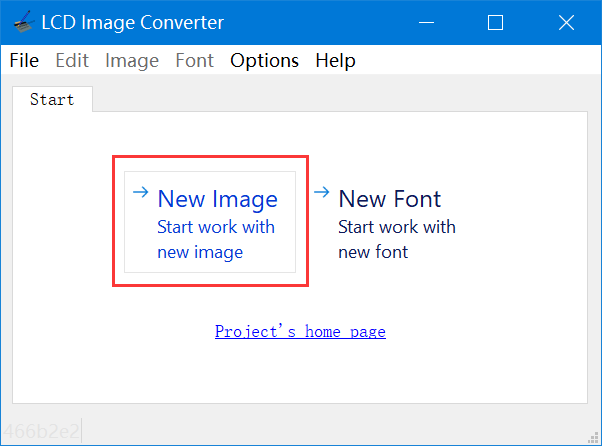 LCD Image Converter
File Edit Image Font Options Help
Start
New Image
Start work with
new image
New Font
Start work with
new font
Project's home page
466b2e2